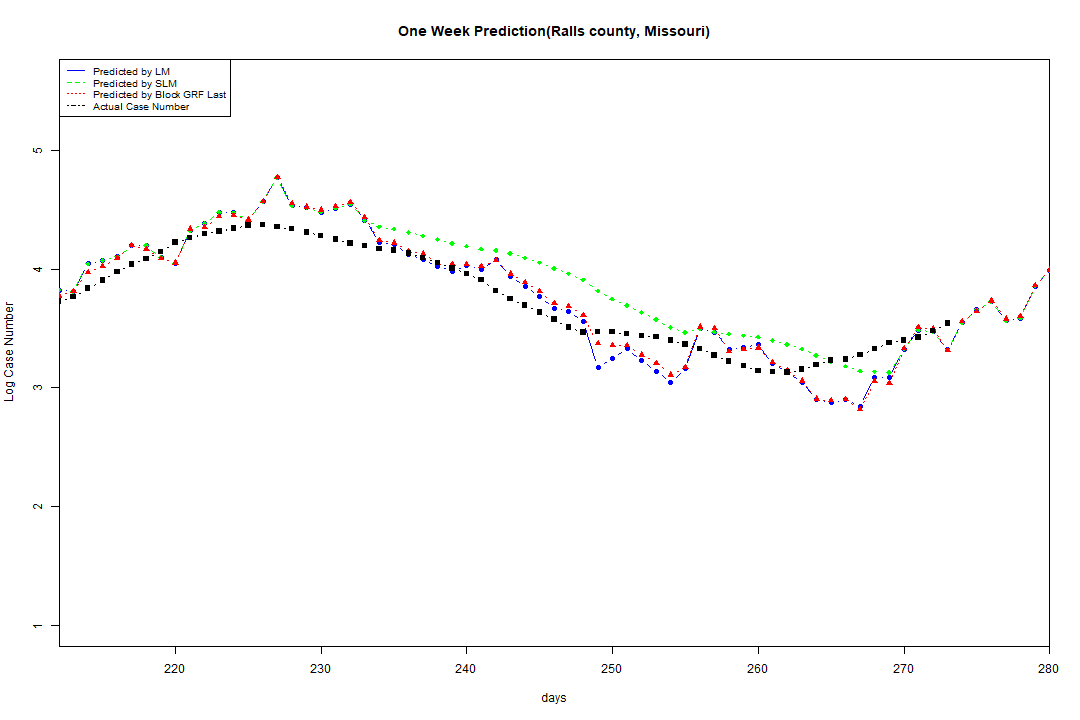 One Week Prediction(Ralls county, Missouri)
Predicted by LM
Predicted by SLM
Predicted by Block GRF Last
Actual Case Number
5
4
3
2
1
Log Case Number
220 230 240 250 260 270 280
days